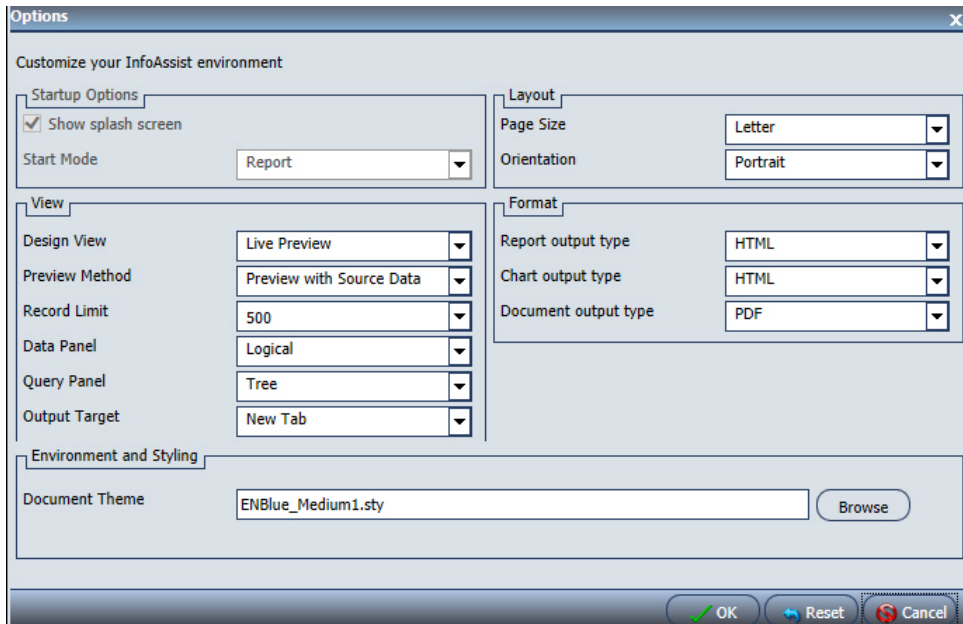 Options
X
Customize your InfoAssist environment
Startup Options
Show splash screen
Start Mode Report
Layout
Page Size Letter
Orientation Portrait
View
Design View Live Preview
Preview Method Preview with Source Data
Record Limit 500
Data Panel Logical
Query Panel Tree
Output Target New Tab
Format
Report output type HTML
Chart output type HTML
Document output type PDF
Environment and Styling
Document Theme ENBlue_Medium1.sty Browse
OK Reset Cancel